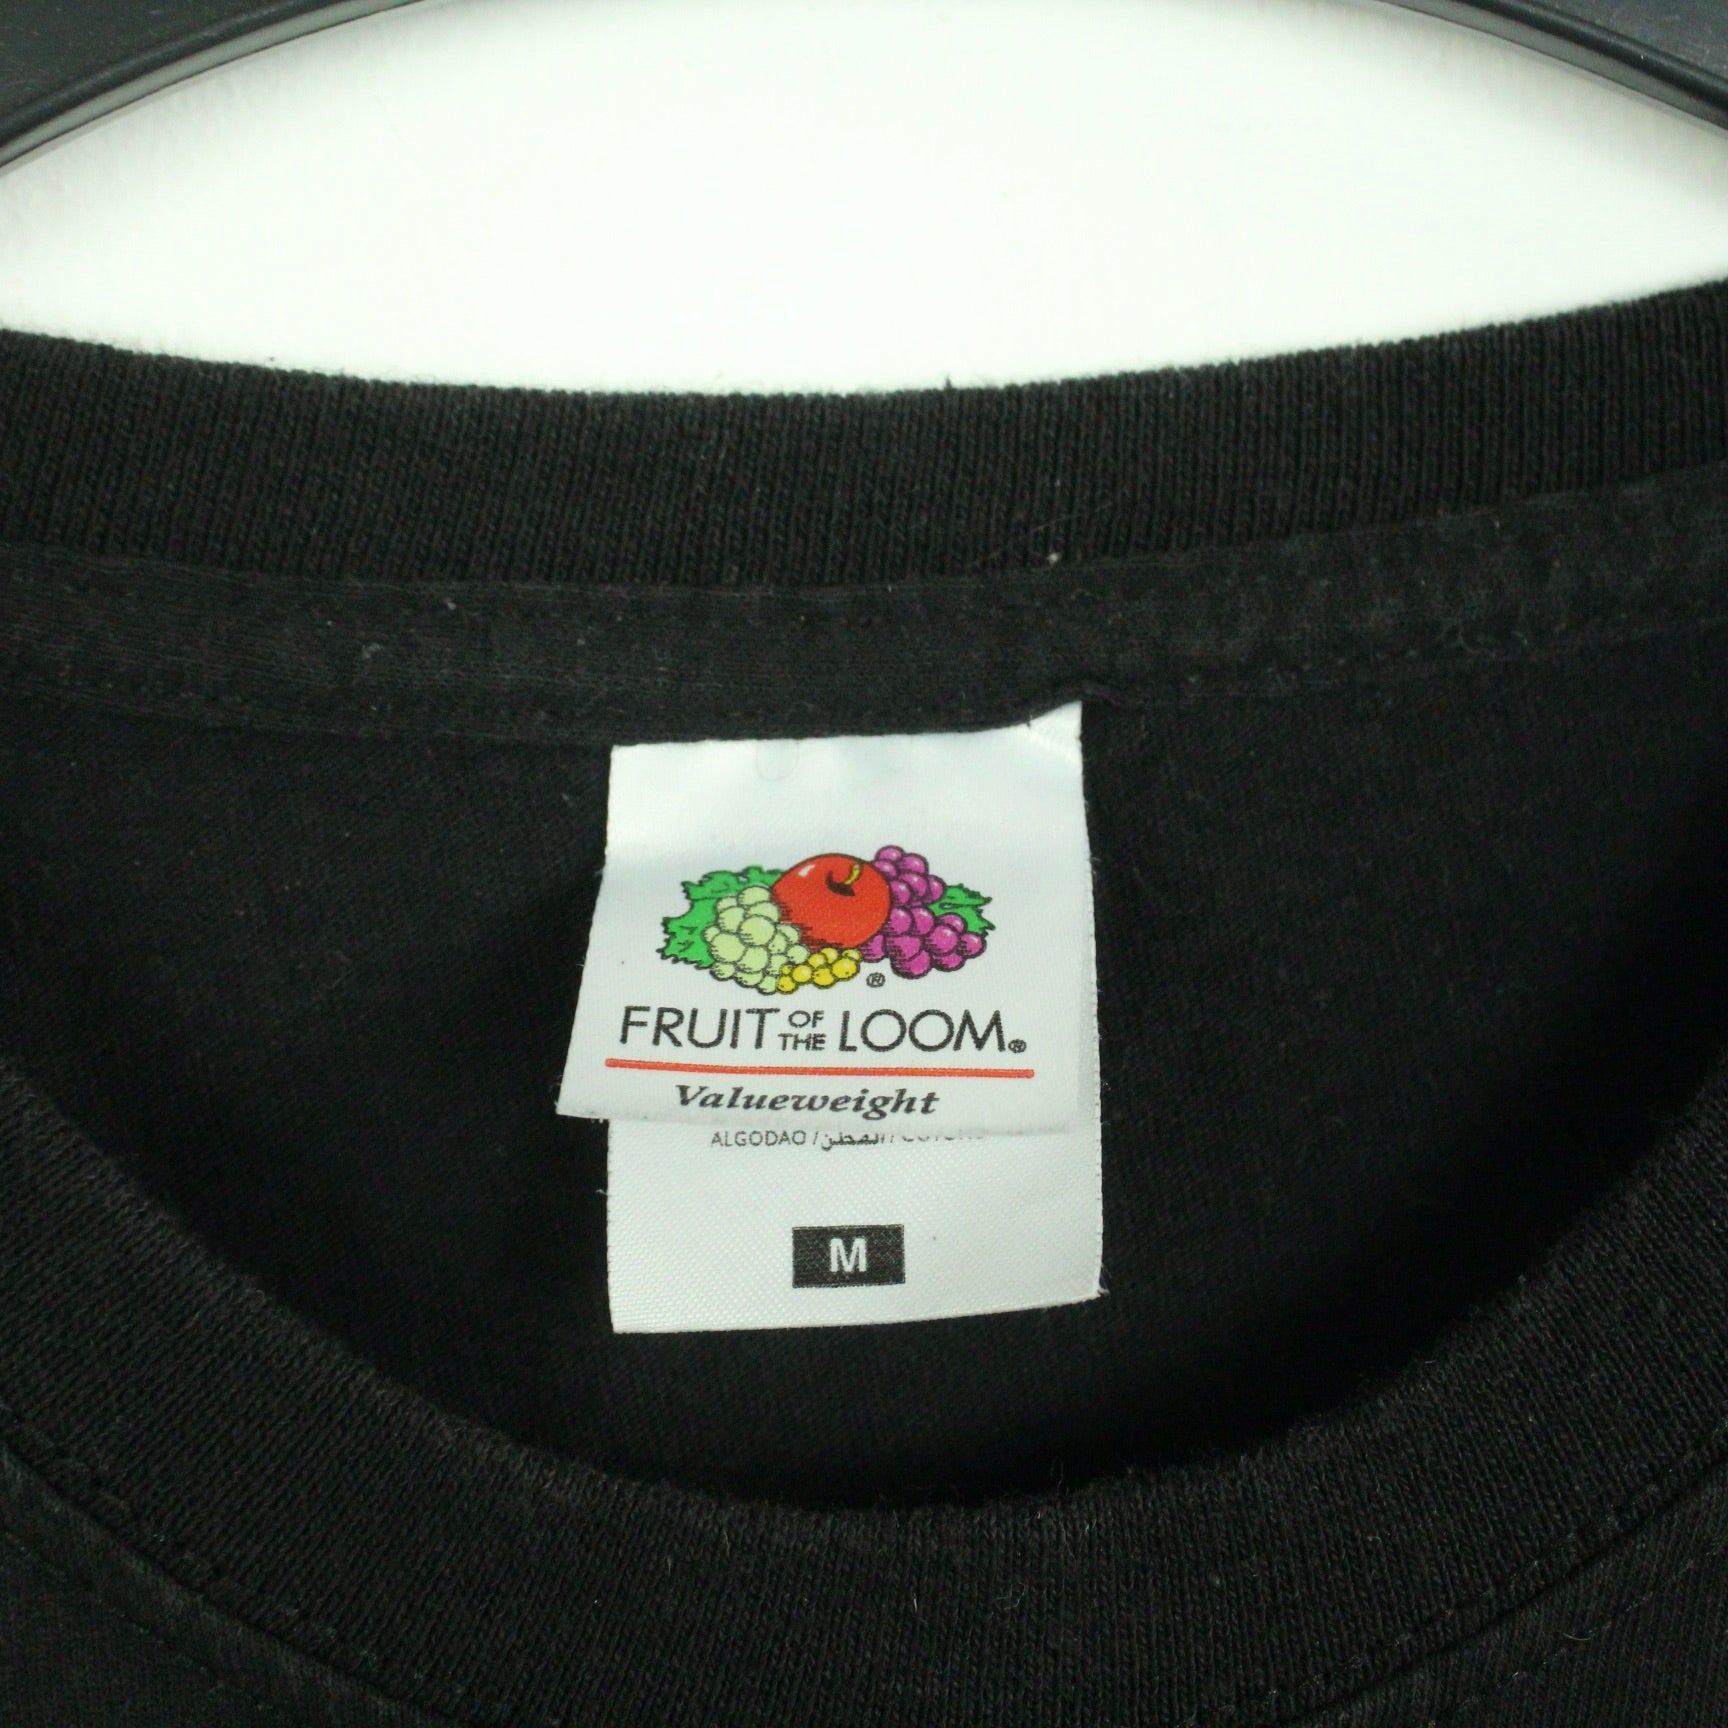 ®
FRUIT OF THE LOOM®
Valueweight
ALGODAO / القطن /
M